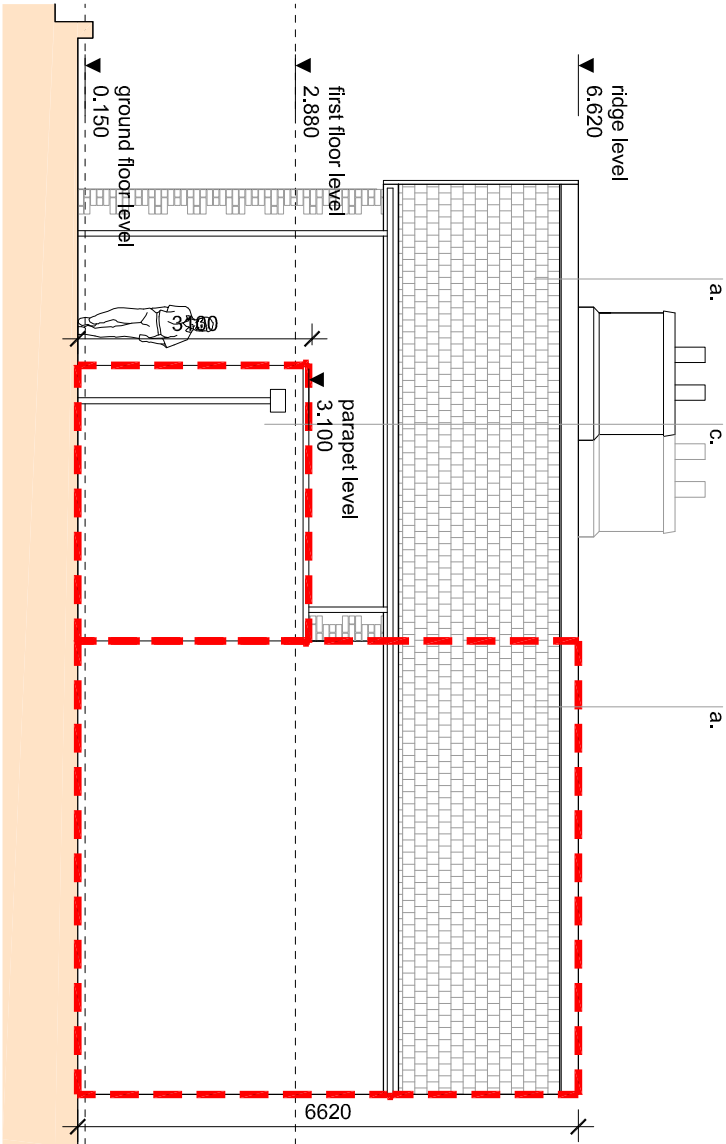 ridge level
6.620
a.
first floor level
2.880
ground floor level
0.150
3100
parapet level
3.100
c.
a.
6620